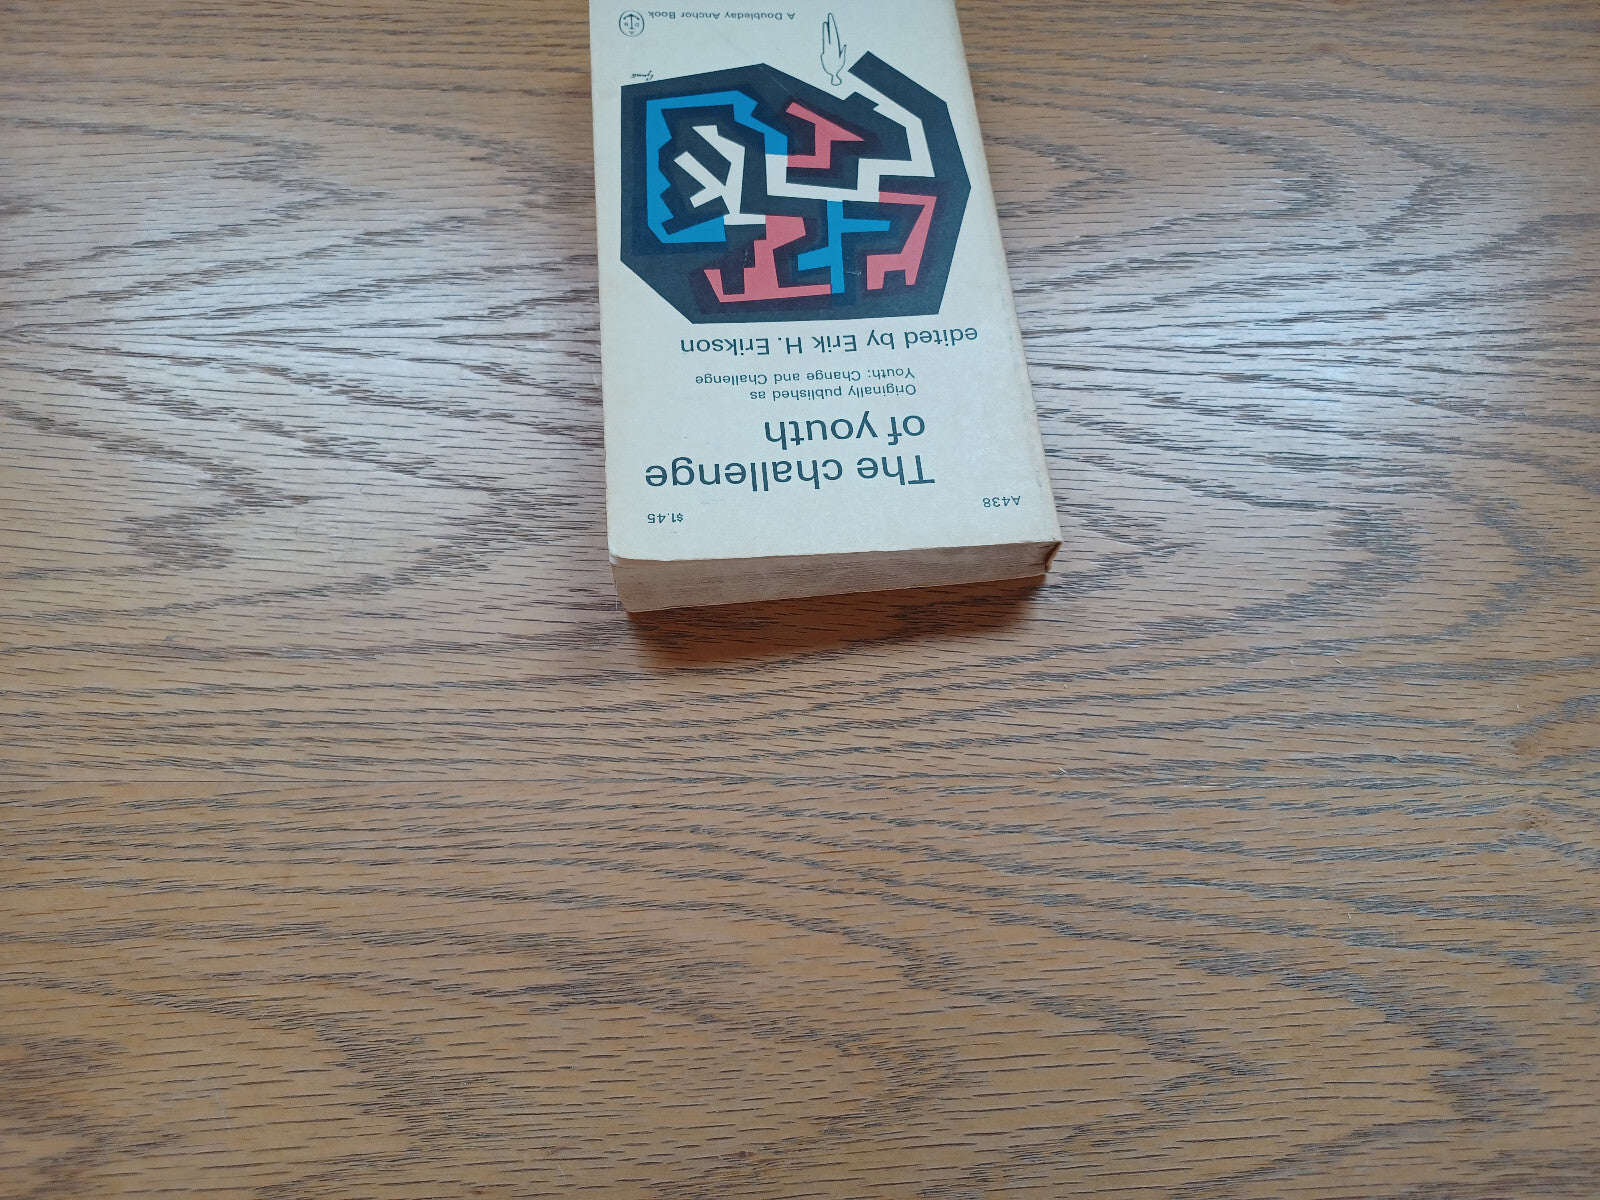 A438
$1.45
The challenge
of youth
Originally published as
Youth: Change and Challenge
edited by Erik H. Erikson
A Doubleday Anchor Book